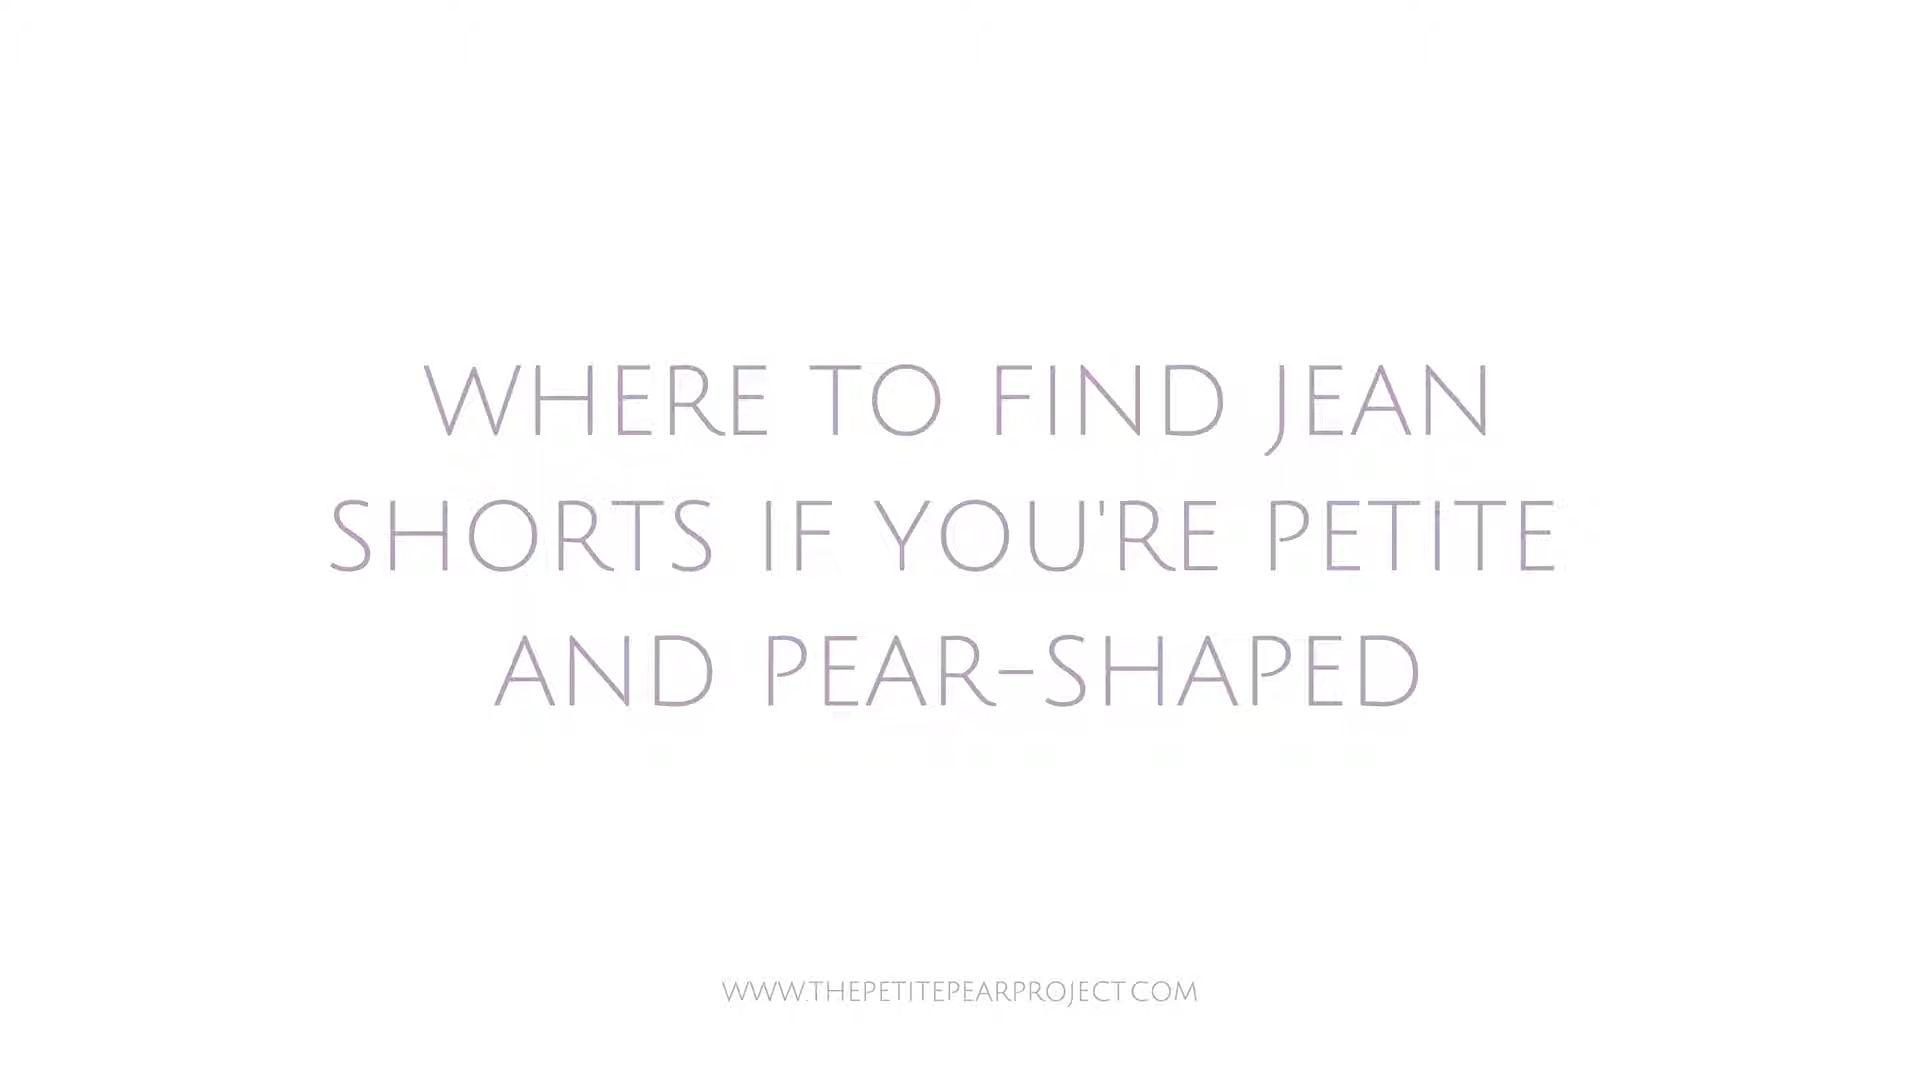 WHERE TO FIND JEAN
SHORTS IF YOU'RE PETITE
AND PEAR-SHAPED
WWW.THEPETITEPEARPROJECT.COM